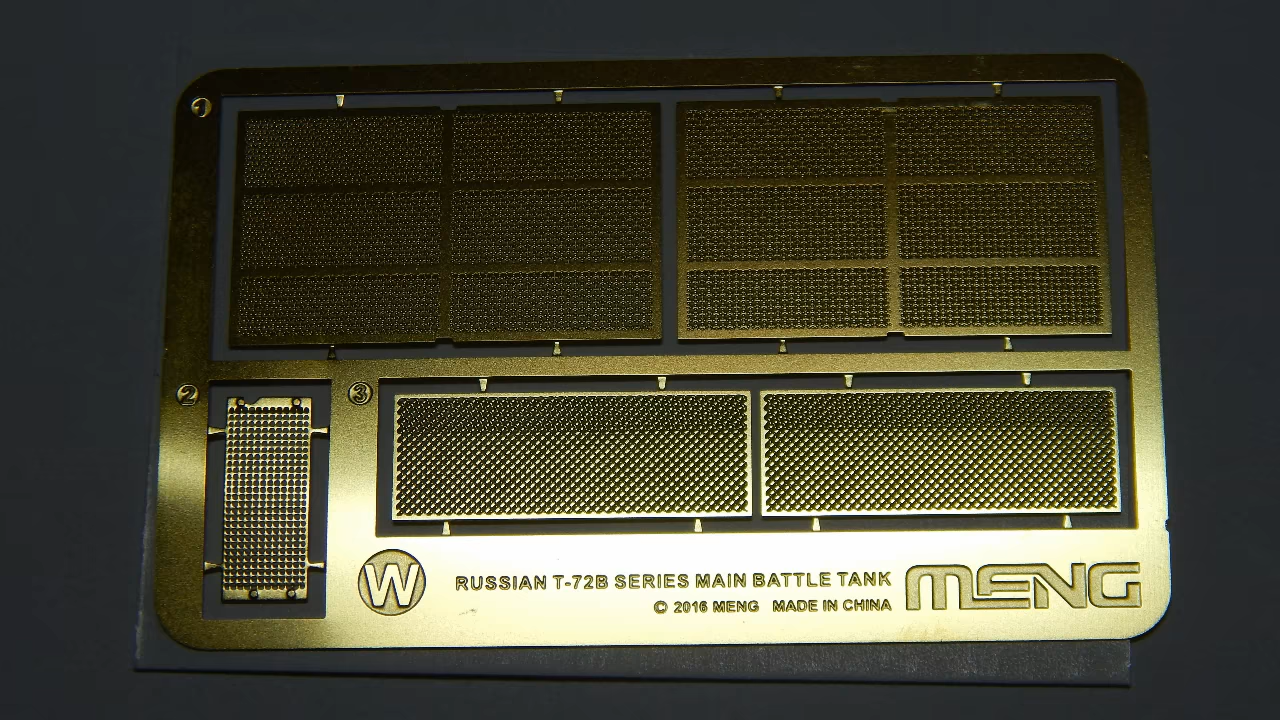 1
2
3
W
RUSSIAN T-72B SERIES MAIN BATTLE TANK
© 2016 MENG MADE IN CHINA
MENG